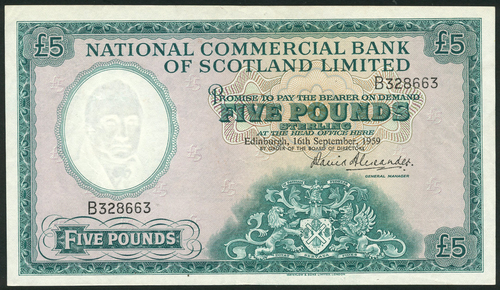 £5
£5
NATIONAL COMMERCIAL BANK
OF SCOTLAND LIMITED
B328663
PROMISE TO PAY THE BEARER ON DEMAND
FIVE POUNDS
STERLING
AT THE HEAD OFFICE HERE
Edinburgh, 16th September, 1959
BY ORDER OF THE BOARD OF DIRECTORS
David Alexander
GENERAL MANAGER
B328663
FIVE POUNDS
£5